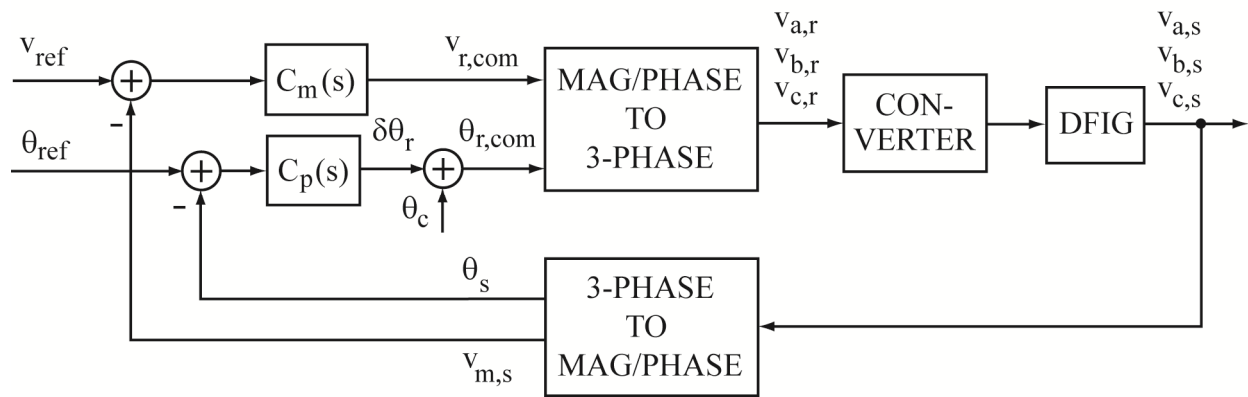 v_ref
C_m(s)
v_r,com
MAG/PHASE
TO
3-PHASE
v_a,r
v_b,r
v_c,r
CON-
VERTER
DFIG
v_a,s
v_b,s
v_c,s
+
-
θ_ref
+
-
C_p(s)
δθ_r
+
θ_r,com
θ_c
θ_s
3-PHASE
TO
MAG/PHASE
v_m,s